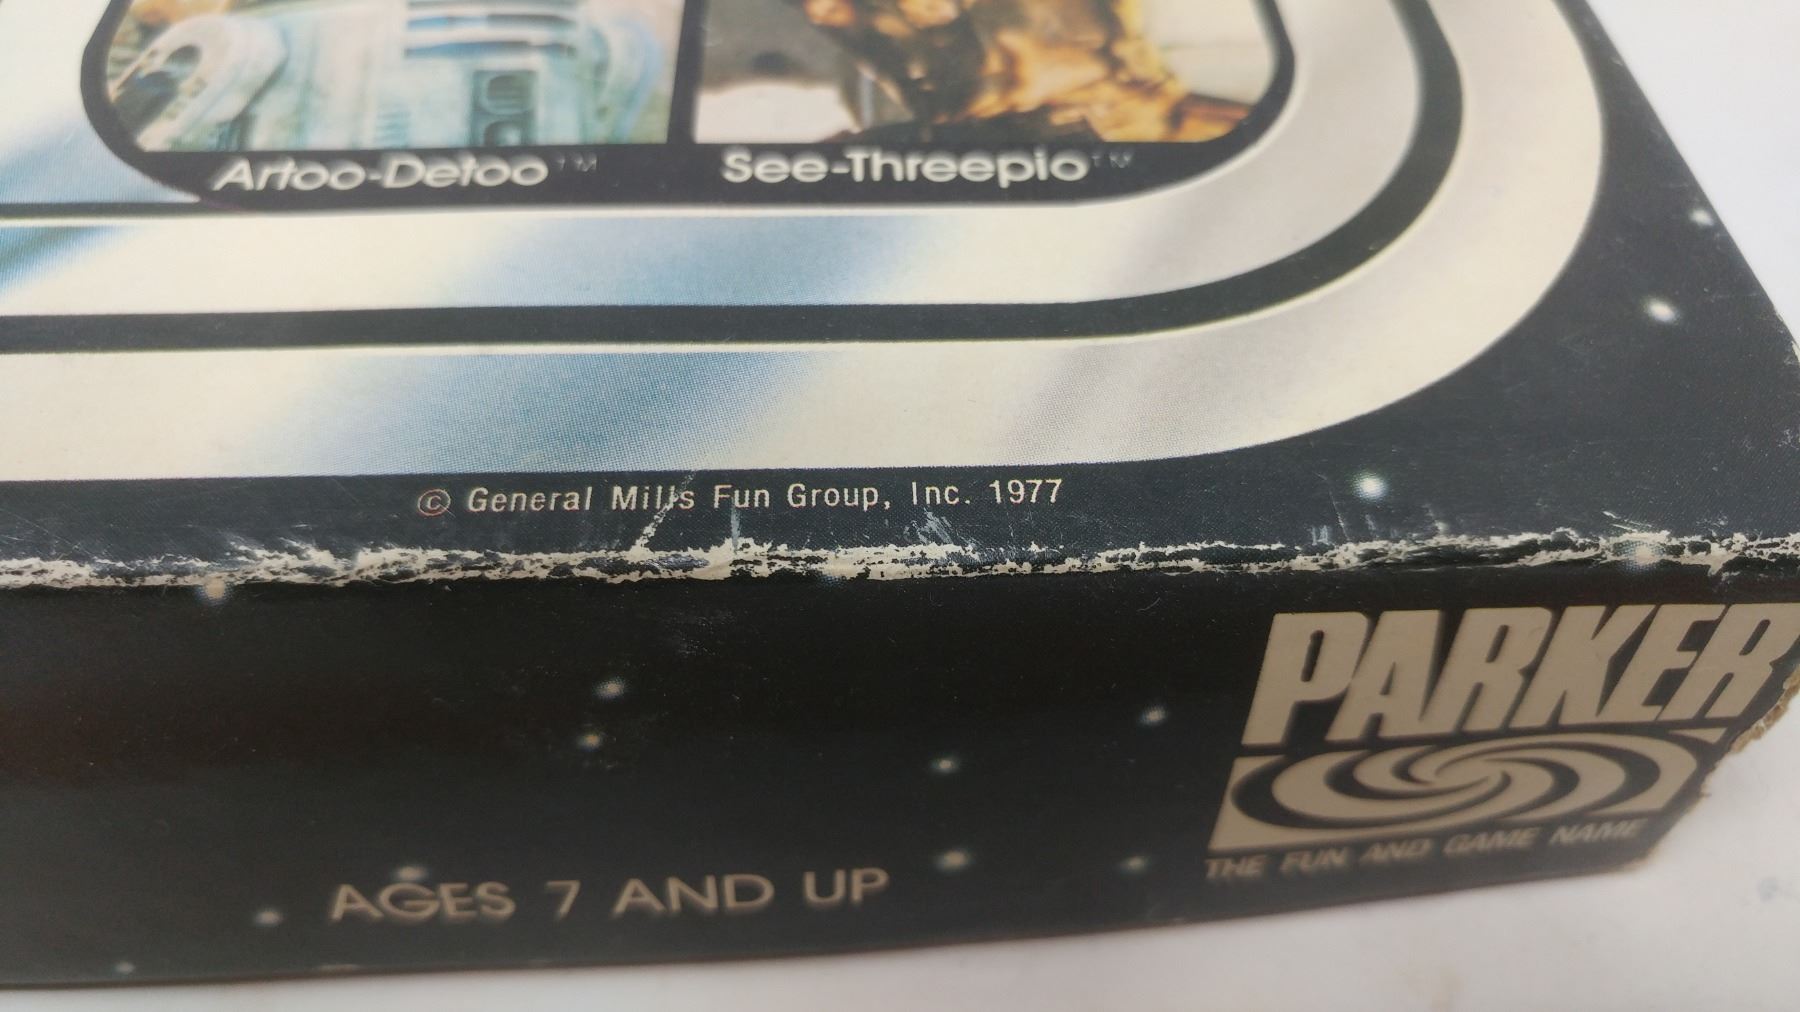 Artoo-Detoo™ See-Threepio™
© General Mills Fun Group, Inc. 1977
PARKER
THE FUN AND GAME NAME
AGES 7 AND UP